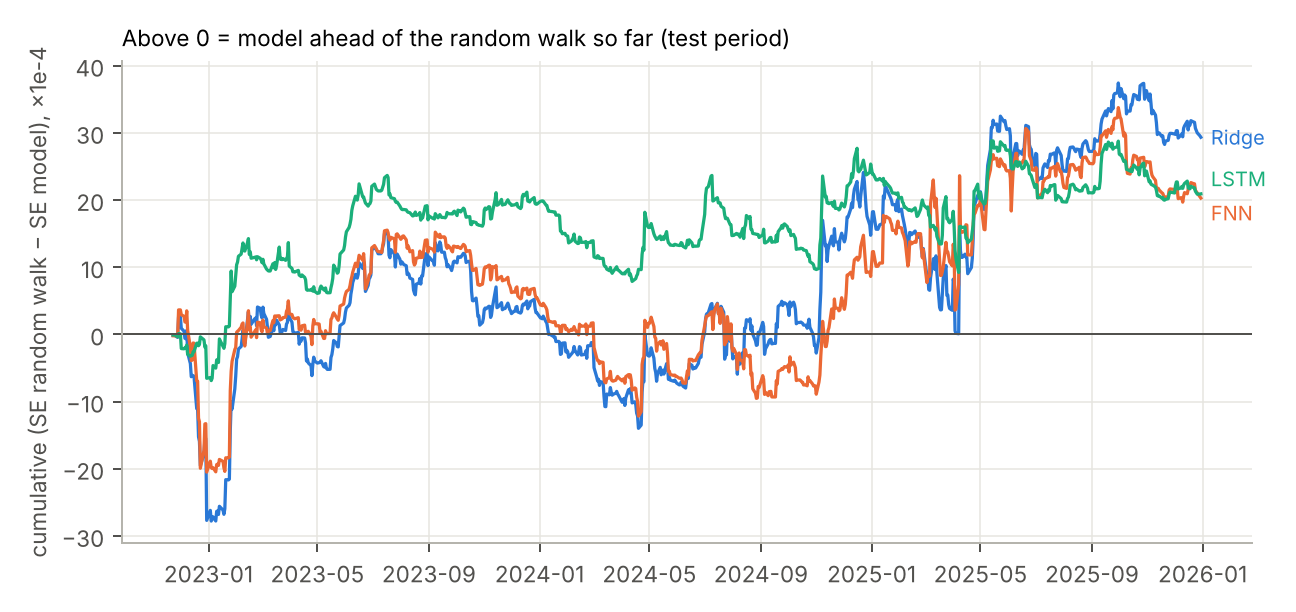 Above 0 = model ahead of the random walk so far (test period)
cumulative (SE random walk − SE model), ×1e-4
40
30
20
10
0
−10
−20
−30
Ridge
LSTM
FNN
2023-01 2023-05 2023-09 2024-01 2024-05 2024-09 2025-01 2025-05 2025-09 2026-01